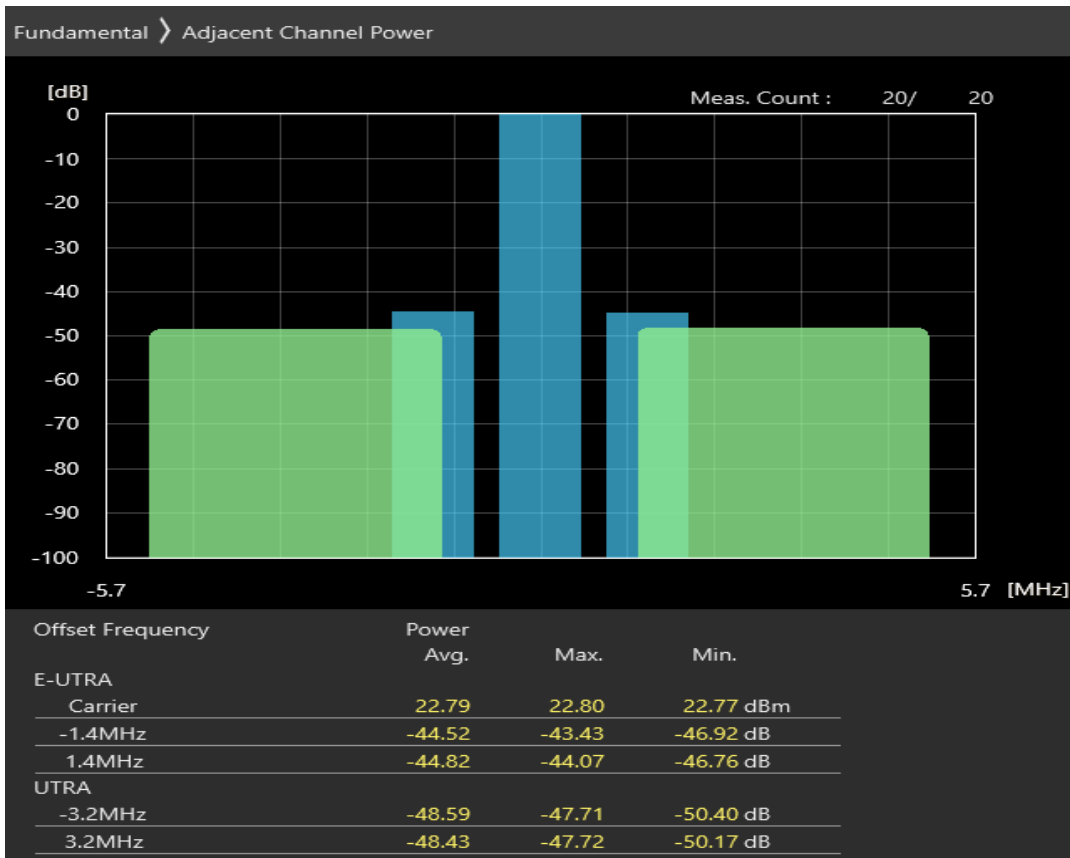 Fundamental 》 Adjacent Channel Power
[dB]
Meas. Count : 20/ 20
0
-10
-20
-30
-40
-50
-60
-70
-80
-90
-100
-5.7 5.7 [MHz]
Offset Frequency Power
Avg. Max. Min.
E-UTRA
Carrier 22.79 22.80 22.77 dBm
-1.4MHz -44.52 -43.43 -46.92 dB
1.4MHz -44.82 -44.07 -46.76 dB
UTRA
-3.2MHz -48.59 -47.71 -50.40 dB
3.2MHz -48.43 -47.72 -50.17 dB